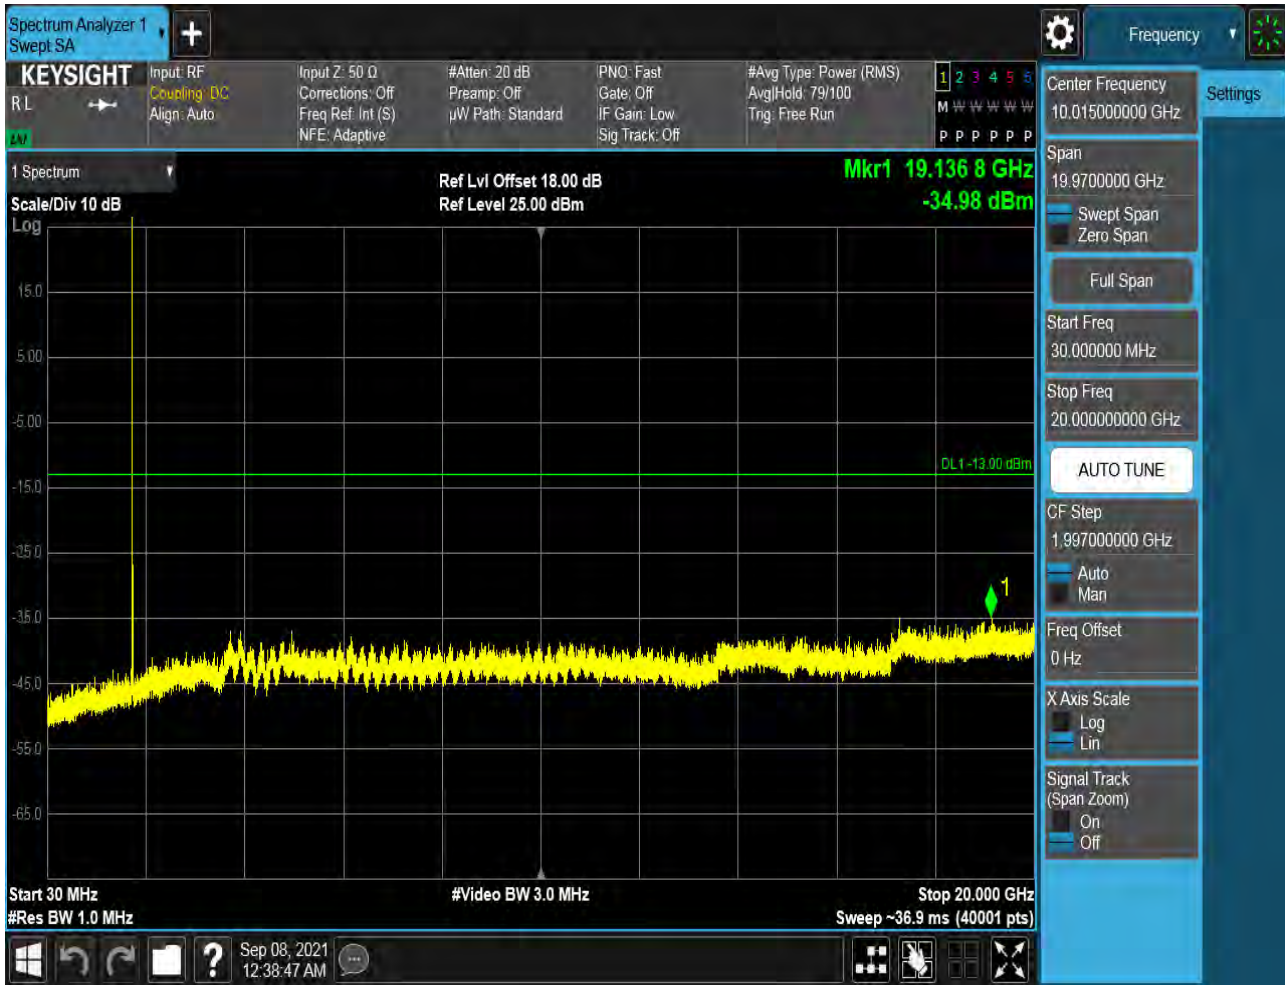 Spectrum Analyzer 1
Swept SA
Frequency
KEYSIGHT
R L
LXI
Input: RF
Coupling: DC
Align: Auto
Input Z: 50 Ω
Corrections: Off
Freq Ref: Int (S)
NFE: Adaptive
#Atten: 20 dB
Preamp: Off
µW Path: Standard
PNO: Fast
Gate: Off
IF Gain: Low
Sig Track: Off
#Avg Type: Power (RMS)
Avg|Hold: 79/100
Trig: Free Run
1 2 3 4 5 6
M W W W W W
P P P P P P
1 Spectrum
Scale/Div 10 dB
Log
Ref Lvl Offset 18.00 dB
Ref Level 25.00 dBm
Mkr1 19.136 8 GHz
-34.98 dBm
15.0
5.00
-5.00
-15.0
-25.0
-35.0
-45.0
-55.0
-65.0
DL1 -13.00 dBm
1
Start 30 MHz
#Res BW 1.0 MHz
#Video BW 3.0 MHz
Stop 20.000 GHz
Sweep ~36.9 ms (40001 pts)
Sep 08, 2021
12:38:47 AM
Center Frequency
10.015000000 GHz
Span
19.9700000 GHz
Swept Span
Zero Span
Full Span
Start Freq
30.000000 MHz
Stop Freq
20.000000000 GHz
AUTO TUNE
CF Step
1.997000000 GHz
Auto
Man
Freq Offset
0 Hz
X Axis Scale
Log
Lin
Signal Track
(Span Zoom)
On
Off
Settings